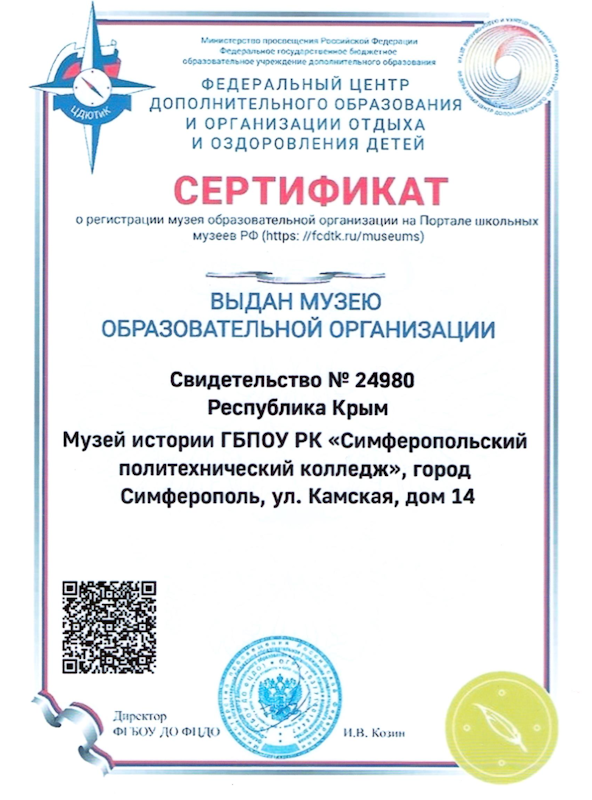 Министерство просвещения Российской Федерации
Федеральное государственное бюджетное
образовательное учреждение дополнительного образования
ФЕДЕРАЛЬНЫЙ ЦЕНТР
ДОПОЛНИТЕЛЬНОГО ОБРАЗОВАНИЯ
И ОРГАНИЗАЦИИ ОТДЫХА
И ОЗДОРОВЛЕНИЯ ДЕТЕЙ
ЦДЮТиК
СЕРТИФИКАТ
о регистрации музея образовательной организации на Портале школьных
музеев РФ (https: //fcdtk.ru/museums)
ВЫДАН МУЗЕЮ
ОБРАЗОВАТЕЛЬНОЙ ОРГАНИЗАЦИИ
Свидетельство № 24980
Республика Крым
Музей истории ГБПОУ РК «Симферопольский
политехнический колледж», город
Симферополь, ул. Камская, дом 14
Директор
ФГБОУ ДО ФЦДО
И.В. Козин